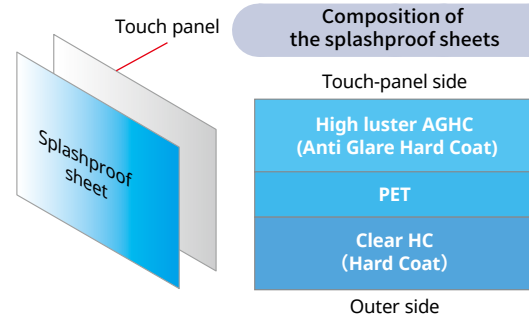 Touch panel
Splashproof
sheet
Composition of
the splashproof sheets
Touch-panel side
High luster AGHC
(Anti Glare Hard Coat)
PET
Clear HC
（Hard Coat）
Outer side